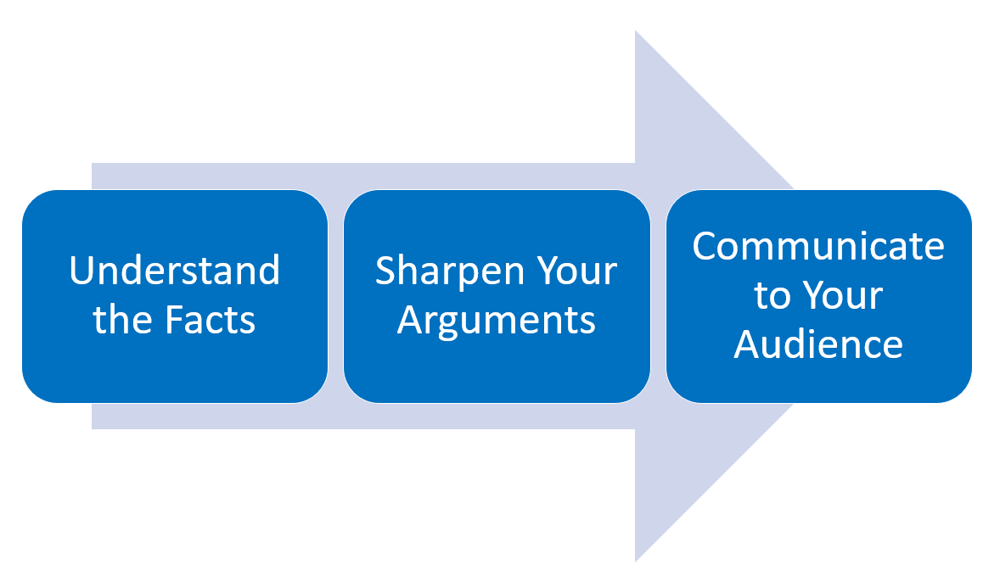 Understand
the Facts
Sharpen Your
Arguments
Communicate
to Your
Audience